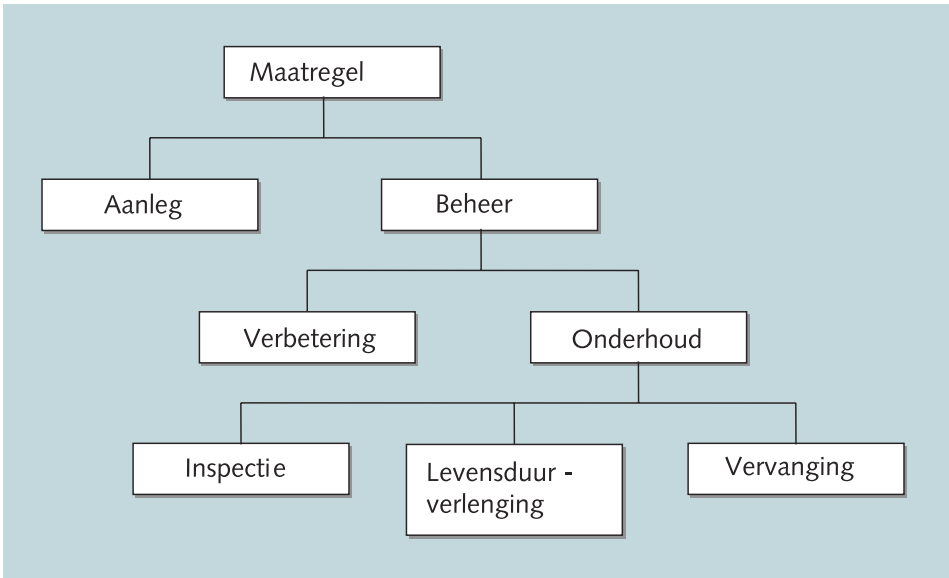 Maatregel
Aanleg
Beheer
Verbetering
Onderhoud
Inspectie
Levensduur -
verlenging
Vervanging